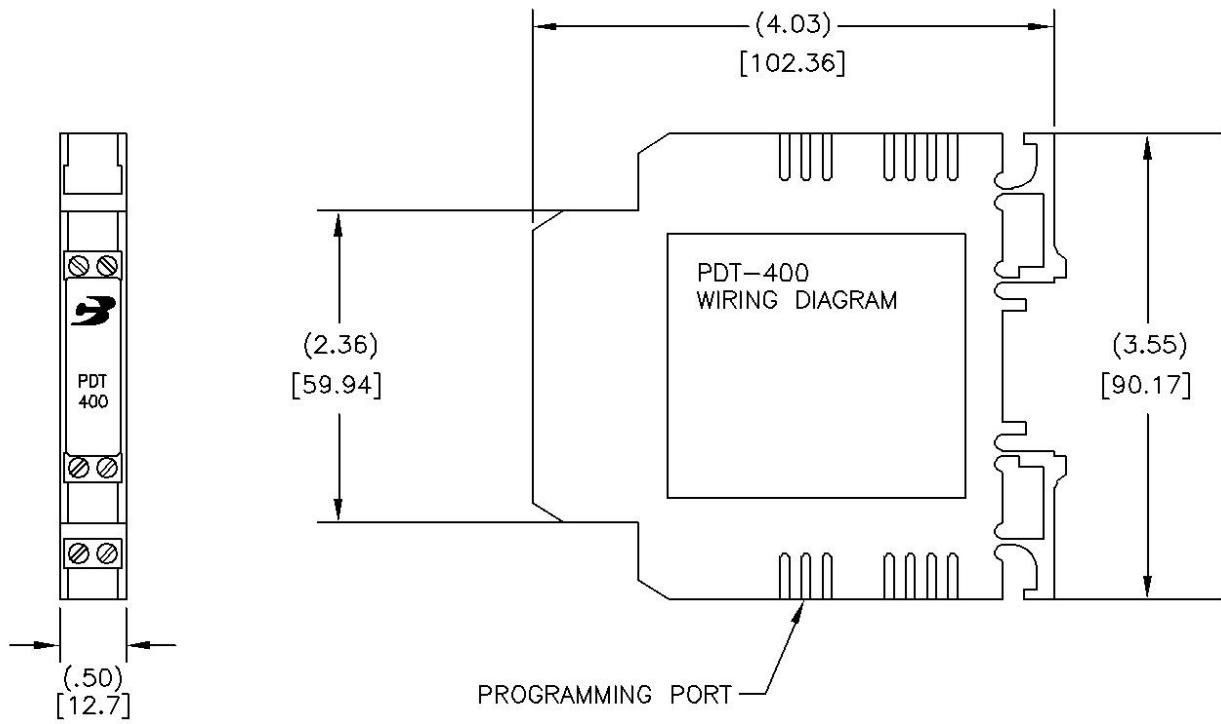 (4.03)
[102.36]
PDT-400
WIRING DIAGRAM
(2.36)
[59.94]
(3.55)
[90.17]
PDT
400
(.50)
[12.7]
PROGRAMMING PORT